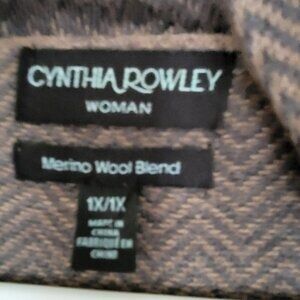 CYNTHIA ROWLEY
WOMAN
Merino Wool Blend
1X/1X
MADE IN
CHINA
FABRIQUÉ EN
CHINE